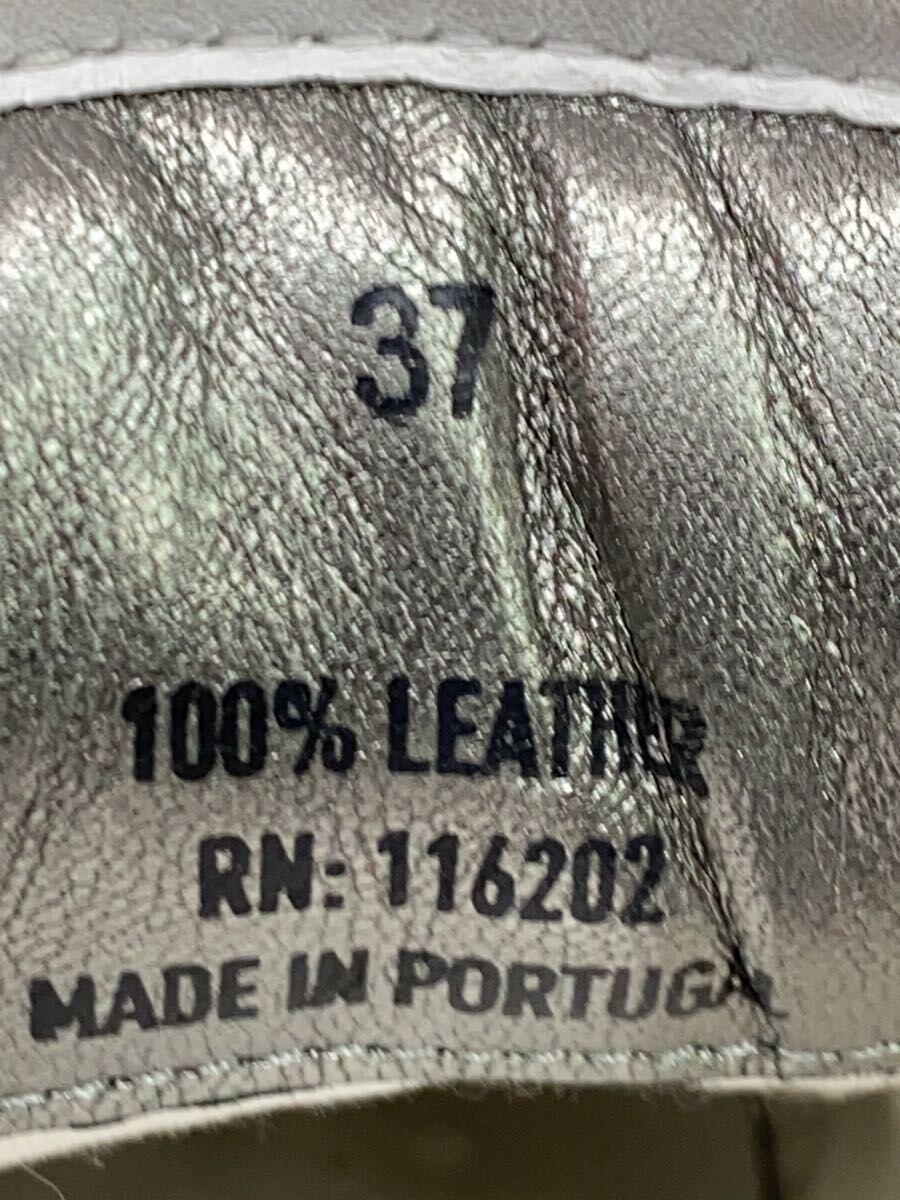 37
100% LEATHER
RN: 116202
MADE IN PORTUGAL